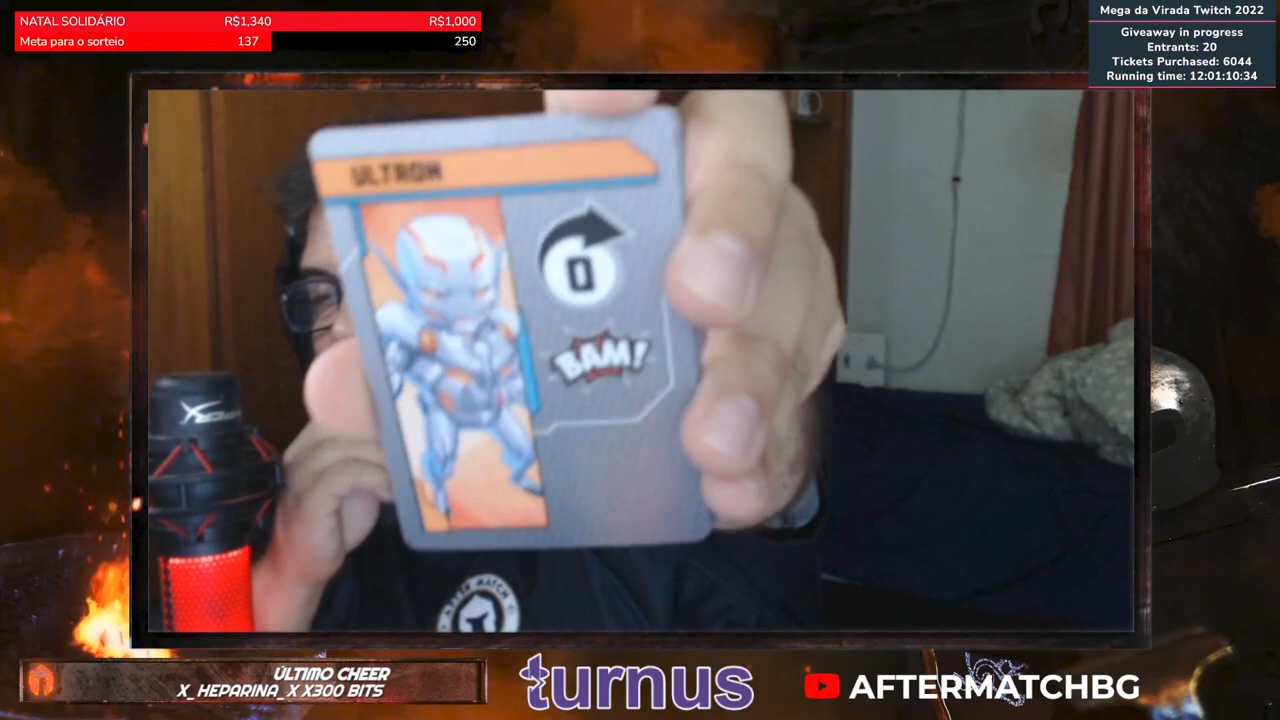 NATAL SOLIDÁRIO R$1,340 R$1,000
Meta para o sorteio 137 250
Mega da Virada Twitch 2022
Giveaway in progress
Entrants: 20
Tickets Purchased: 6044
Running time: 12:01:10:34
ULTRON
0
BAM!
AFTER MATCH
ÚLTIMO CHEER
X_HEPARINA_X X300 BITS
turnus
AFTERMATCHBG